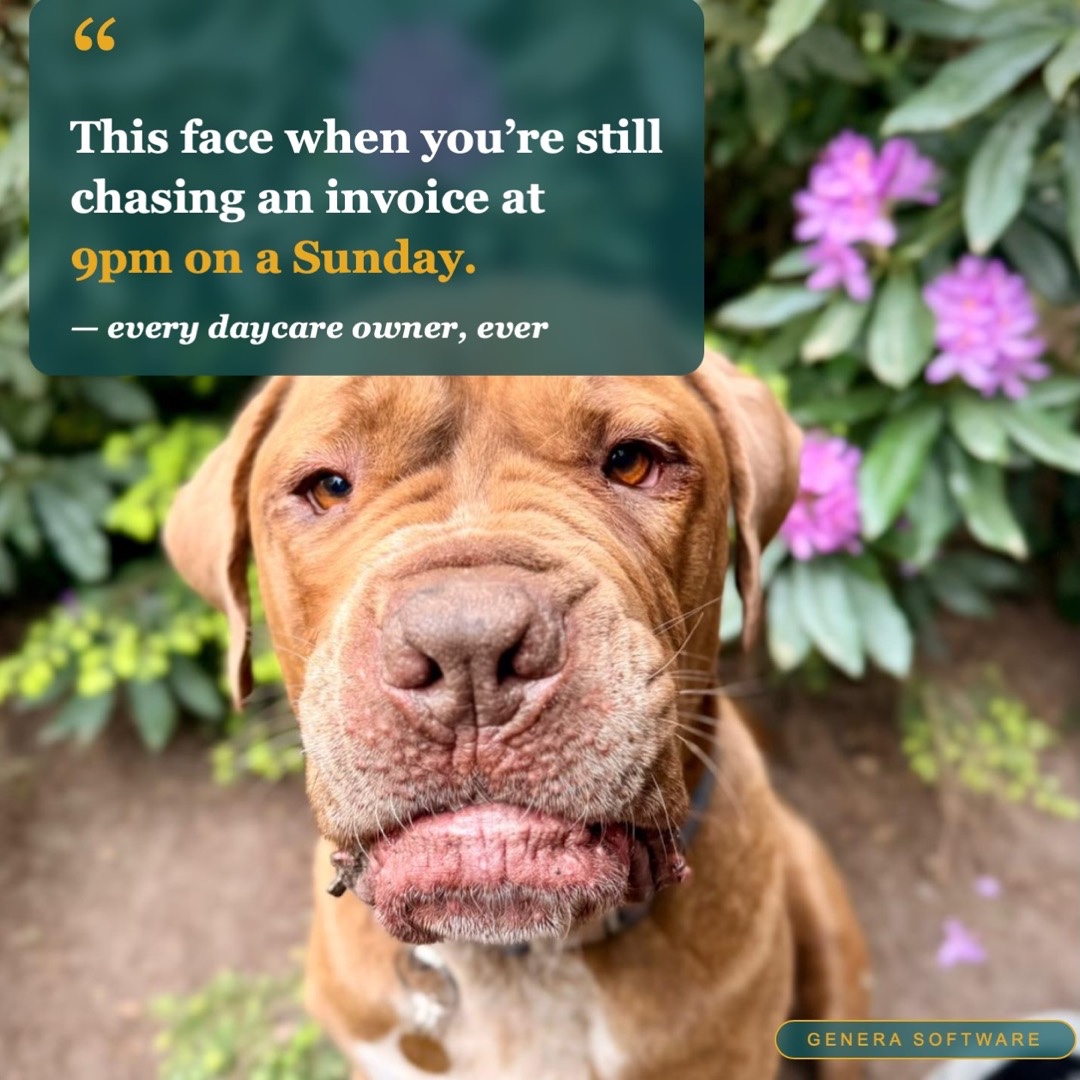 “
This face when you’re still
chasing an invoice at
9pm on a Sunday.
— every daycare owner, ever
GENERA SOFTWARE